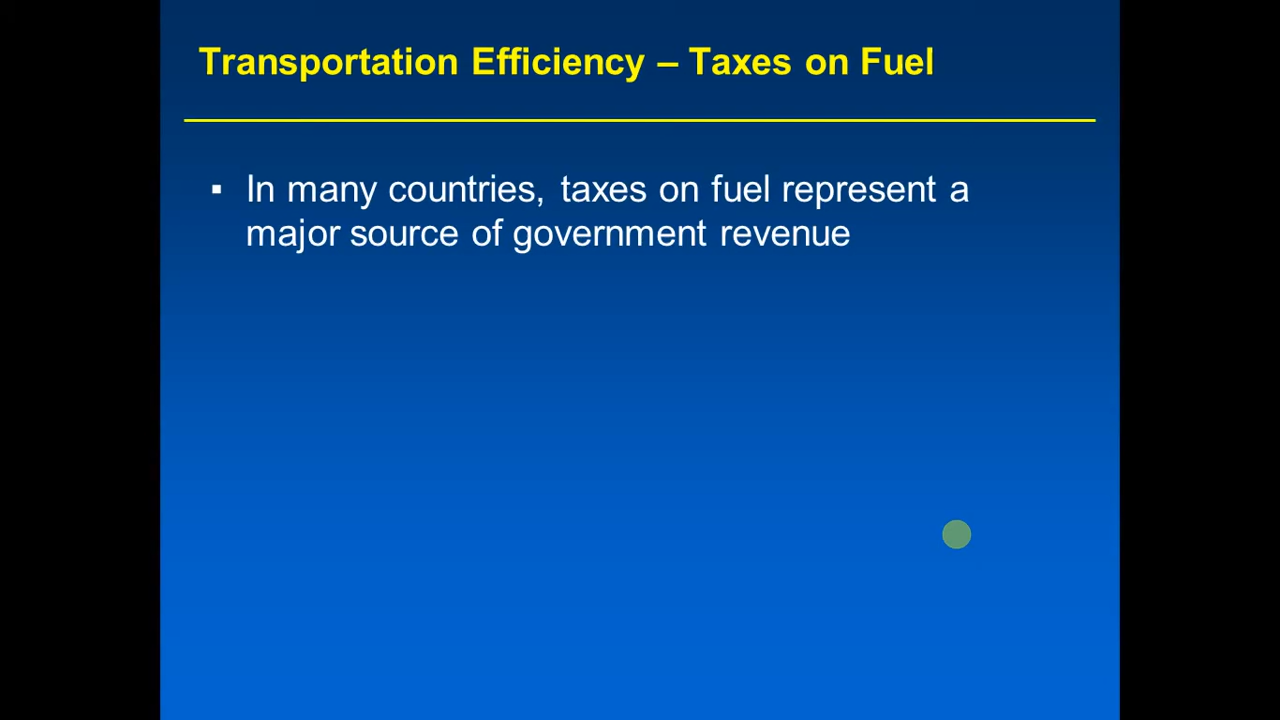 Transportation Efficiency – Taxes on Fuel
▪ In many countries, taxes on fuel represent a
major source of government revenue